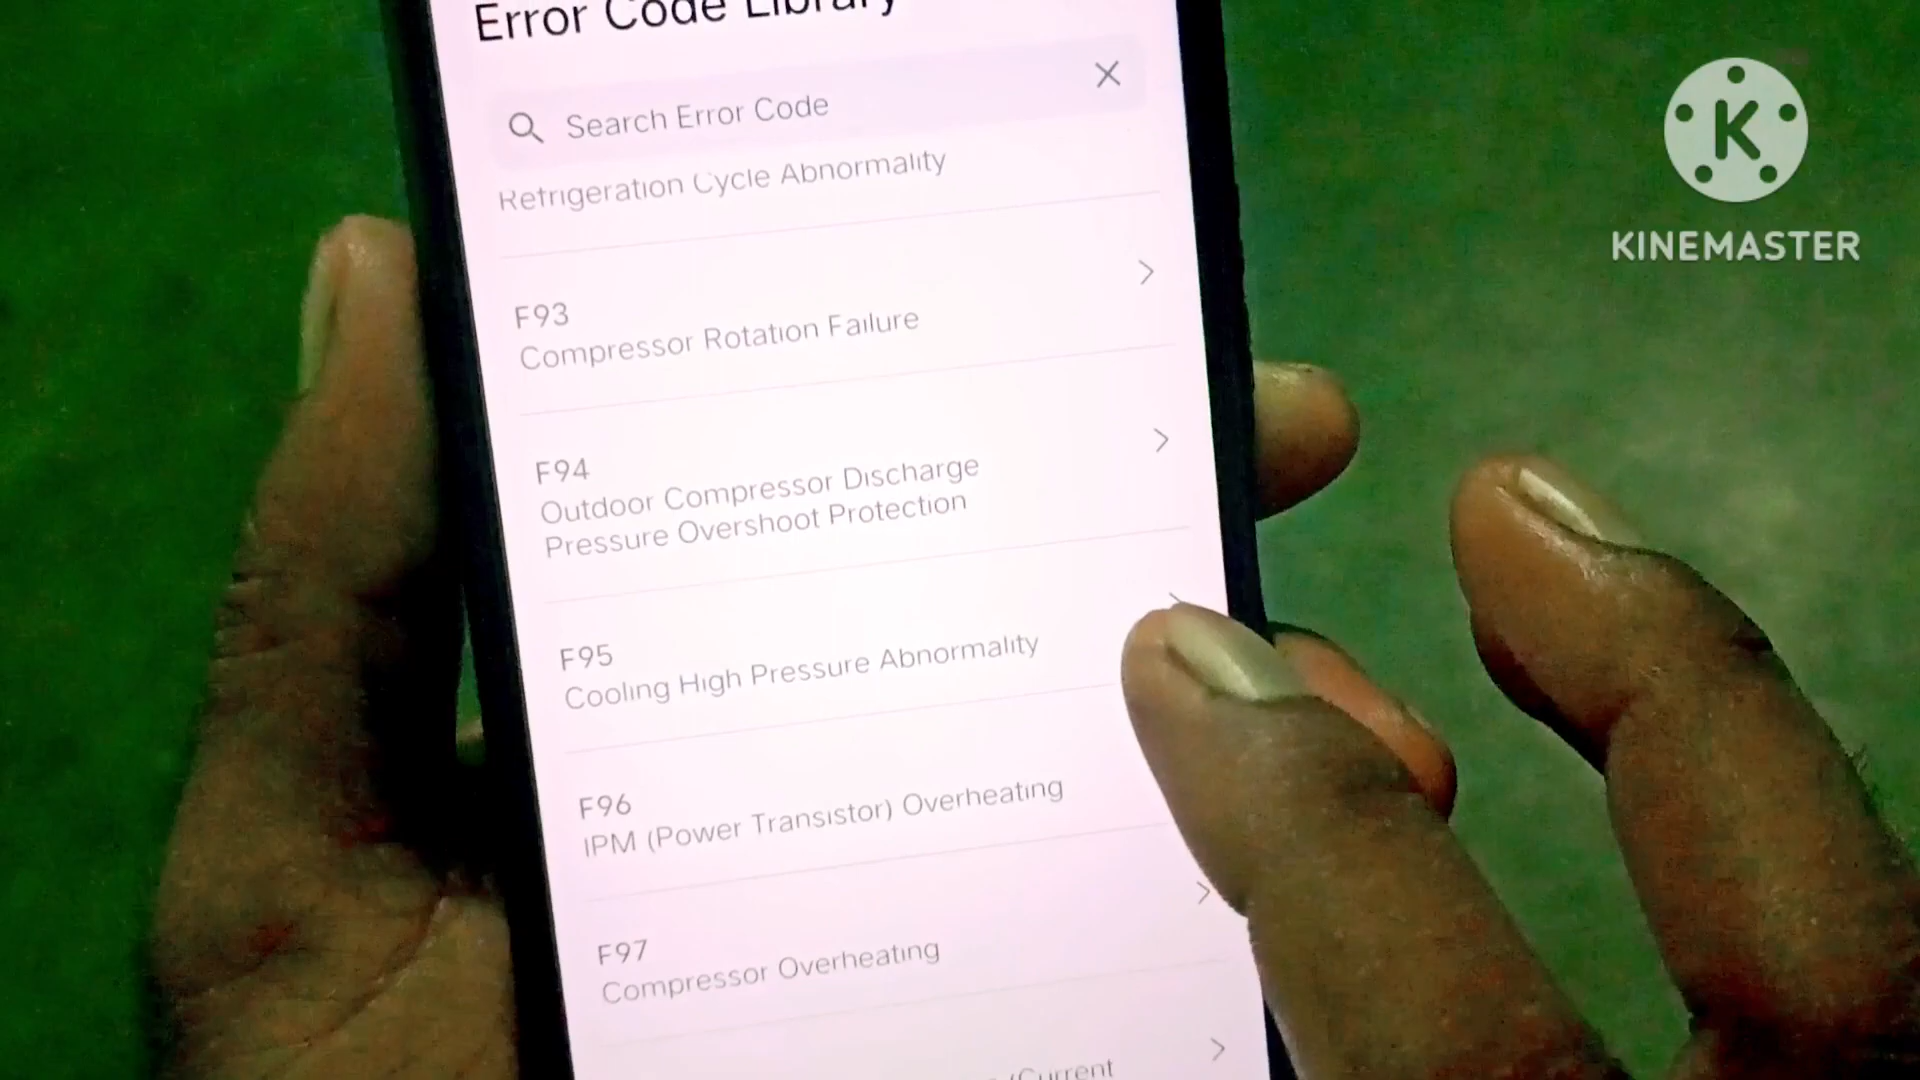 Error Code Library
Search Error Code
Refrigeration Cycle Abnormality
F93
Compressor Rotation Failure
F94
Outdoor Compressor Discharge
Pressure Overshoot Protection
F95
Cooling High Pressure Abnormality
F96
IPM (Power Transistor) Overheating
F97
Compressor Overheating
(Current
K
KINEMASTER